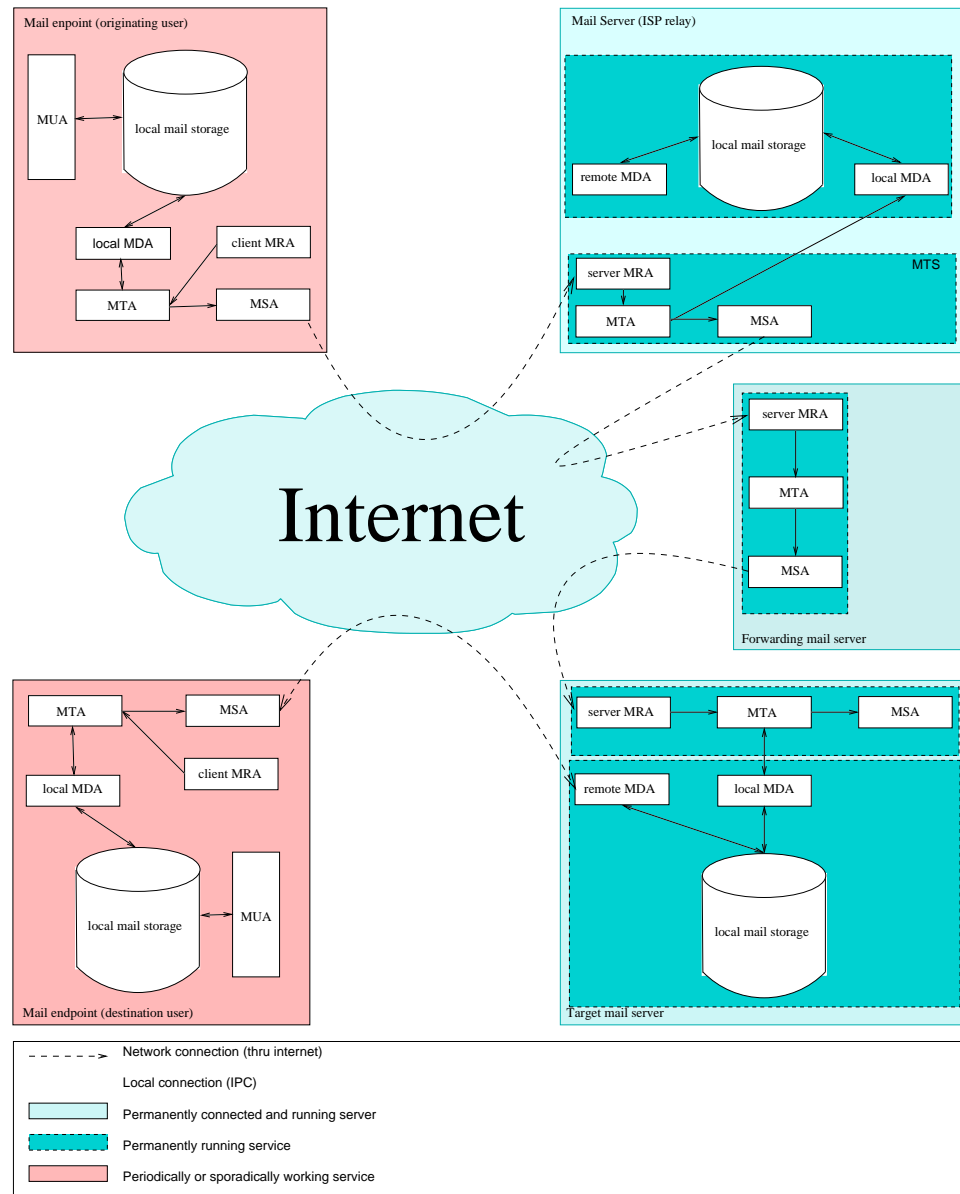 Mail enpoint (originating user)
MUA
local mail storage
local MDA
client MRA
MTA
MSA
Mail Server (ISP relay)
local mail storage
remote MDA
local MDA
MTS
server MRA
MTA
MSA
Internet
server MRA
MTA
MSA
Forwarding mail server
MTA
MSA
client MRA
local MDA
local mail storage
MUA
Mail endpoint (destination user)
server MRA
MTA
MSA
remote MDA
local MDA
local mail storage
Target mail server
Network connection (thru internet)
Local connection (IPC)
Permanently connected and running server
Permanently running service
Periodically or sporadically working service